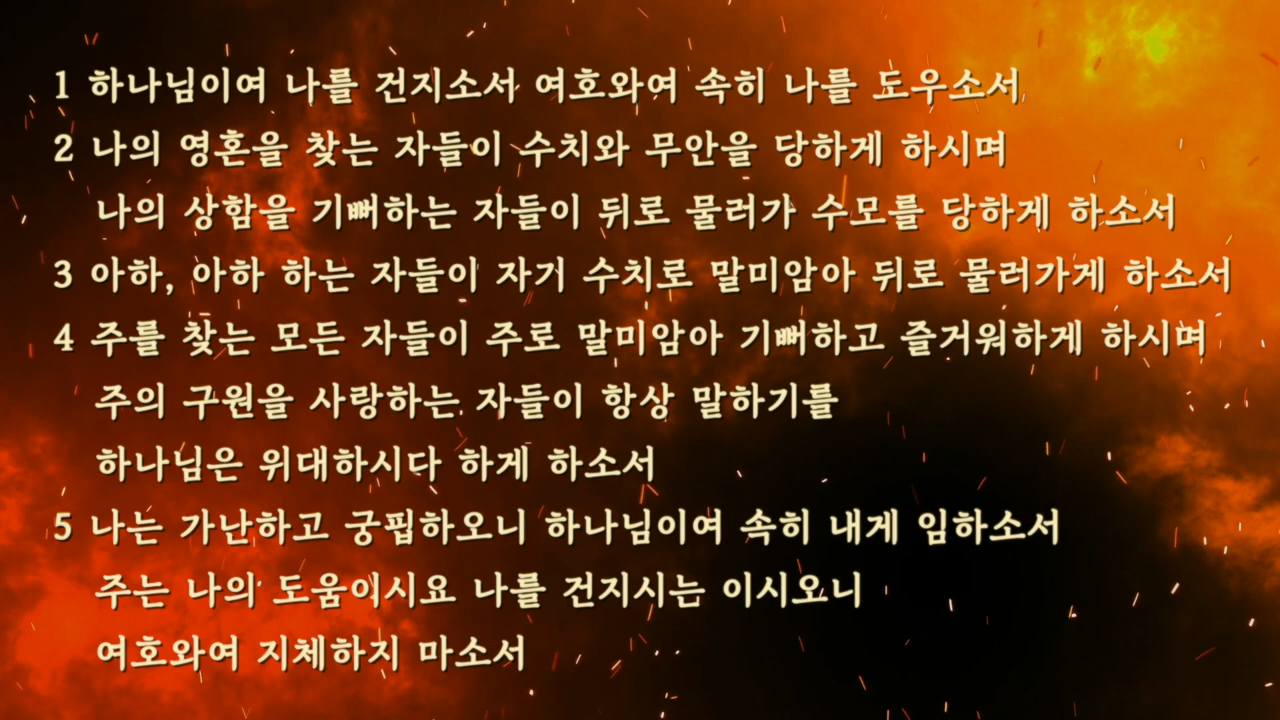 1 하나님이여 나를 건지소서 여호와여 속히 나를 도우소서
2 나의 영혼을 찾는 자들이 수치와 무안을 당하게 하시며
나의 상함을 기뻐하는 자들이 뒤로 물러가 수모를 당하게 하소서
3 아하, 아하 하는 자들이 자기 수치로 말미암아 뒤로 물러가게 하소서
4 주를 찾는 모든 자들이 주로 말미암아 기뻐하고 즐거워하게 하시며
주의 구원을 사랑하는 자들이 항상 말하기를
하나님은 위대하시다 하게 하소서
5 나는 가난하고 궁핍하오니 하나님이여 속히 내게 임하소서
주는 나의 도움이시요 나를 건지시는 이시오니
여호와여 지체하지 마소서